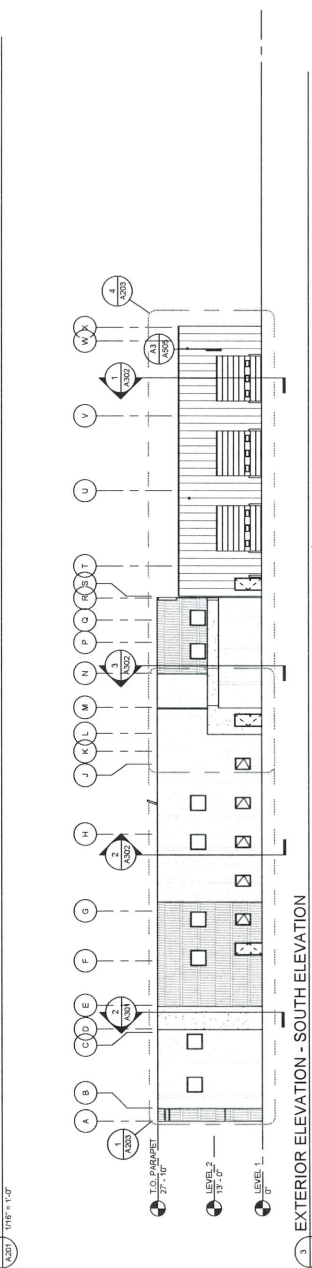 A201 1/16" = 1'-0"
A B C D E F G H J K L M N P Q R S T U V W X
1 A203
2 A301
2 A302
3 A302
1 A302
A3 A505
4 A203
T.O. PARAPET
27' - 10"
LEVEL 2
13' - 0"
LEVEL 1
0"
3 EXTERIOR ELEVATION - SOUTH ELEVATION